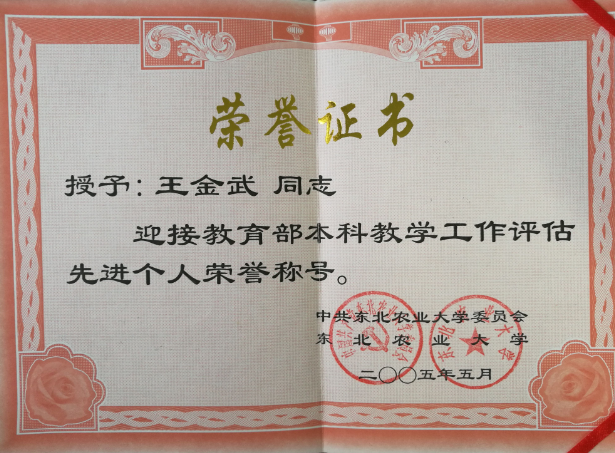 荣誉证书
授予：王金武 同志
迎接教育部本科教学工作评估
先进个人荣誉称号。
中共东北农业大学委员会
东北农业大学
二〇〇五年五月